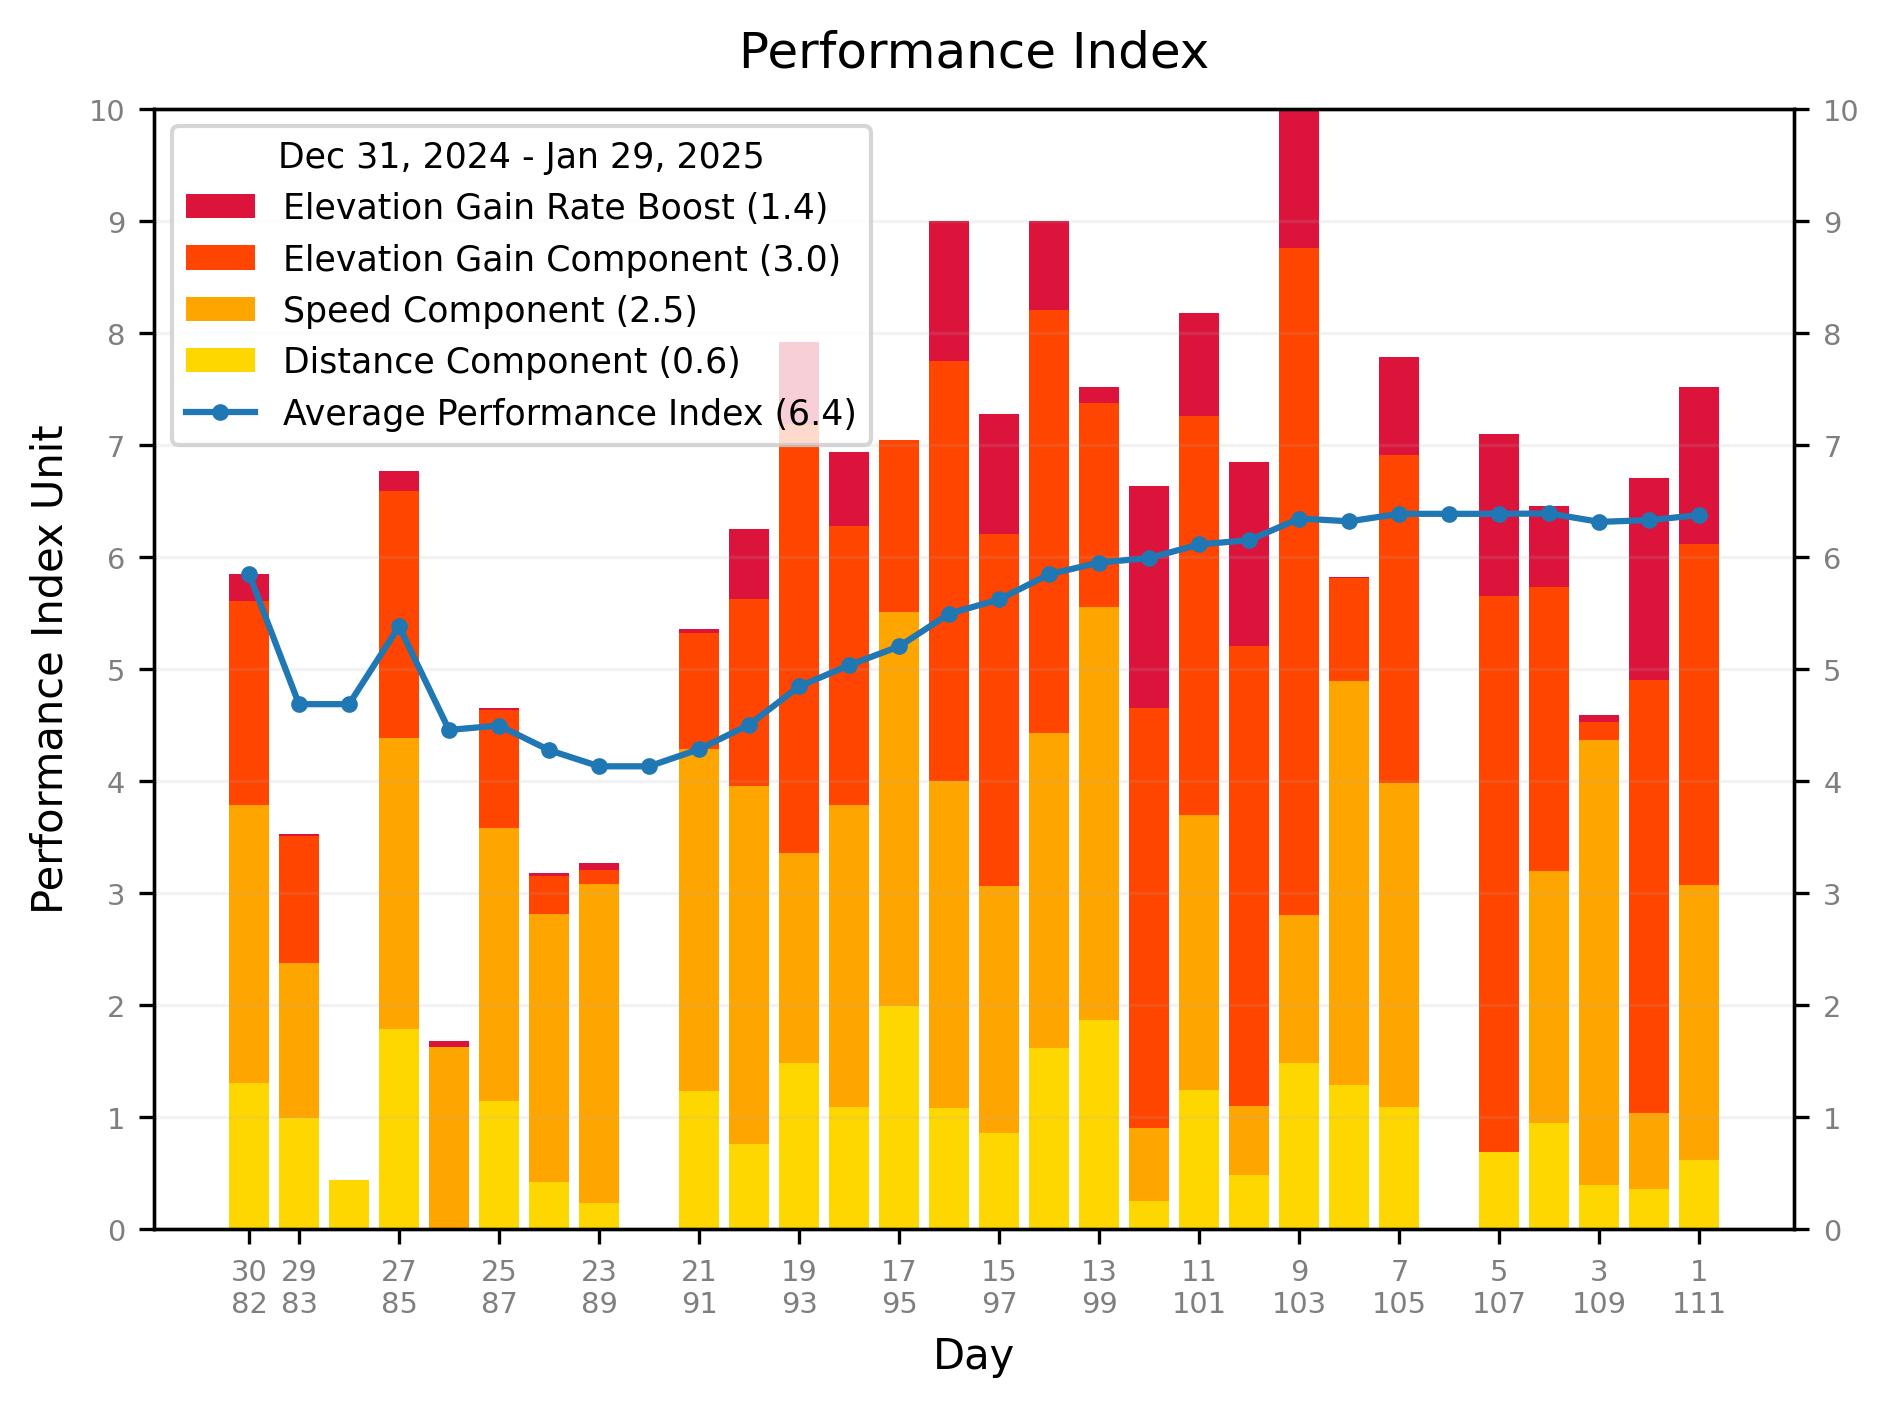 Performance Index
Dec 31, 2024 - Jan 29, 2025
Elevation Gain Rate Boost (1.4)
Elevation Gain Component (3.0)
Speed Component (2.5)
Distance Component (0.6)
Average Performance Index (6.4)
Performance Index Unit
10
9
8
7
6
5
4
3
2
1
0
10
9
8
7
6
5
4
3
2
1
0
30 29 27 25 23 21 19 17 15 13 11 9 7 5 3 1
82 83 85 87 89 91 93 95 97 99 101 103 105 107 109 111
Day